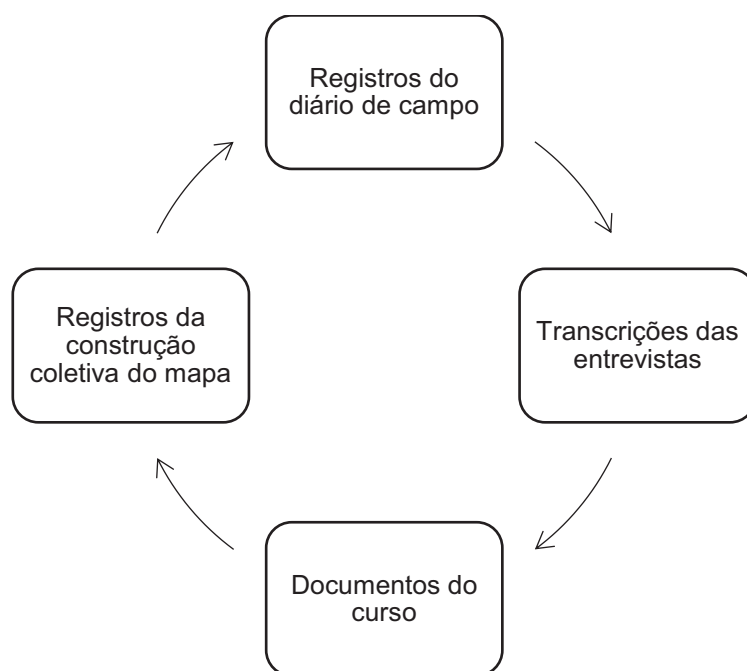 Registros do
diário de campo
Transcrições das
entrevistas
Documentos do
curso
Registros da
construção
coletiva do mapa